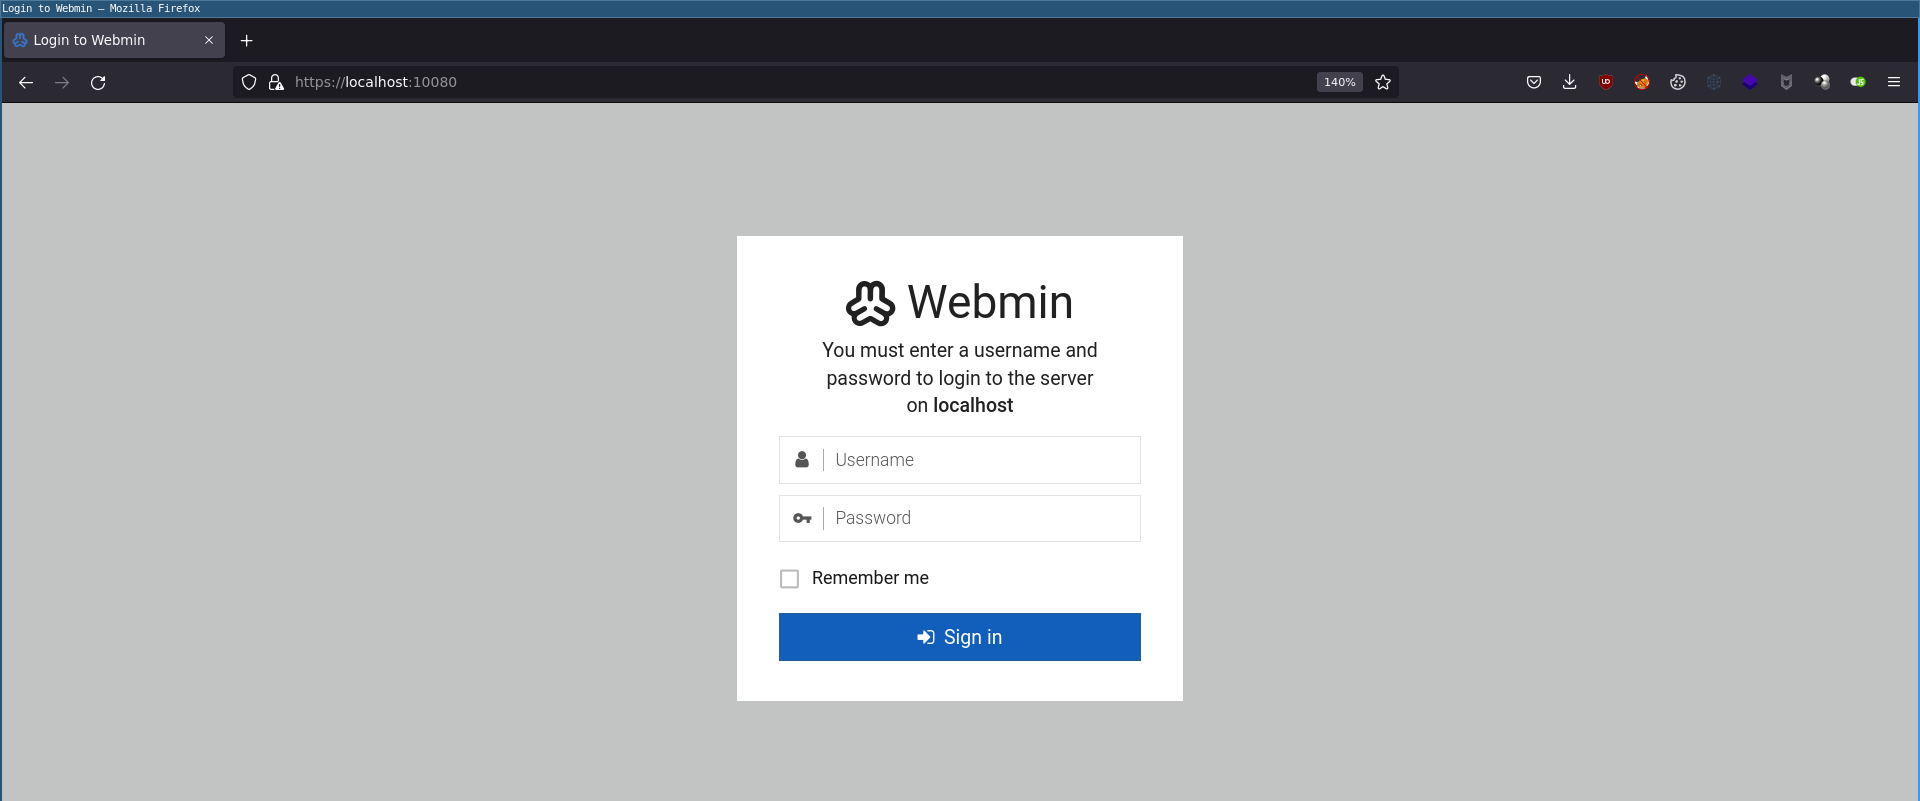 Login to Webmin — Mozilla Firefox
Login to Webmin
https://localhost:10080
140%
Webmin
You must enter a username and
password to login to the server
on localhost
Username
Password
Remember me
Sign in